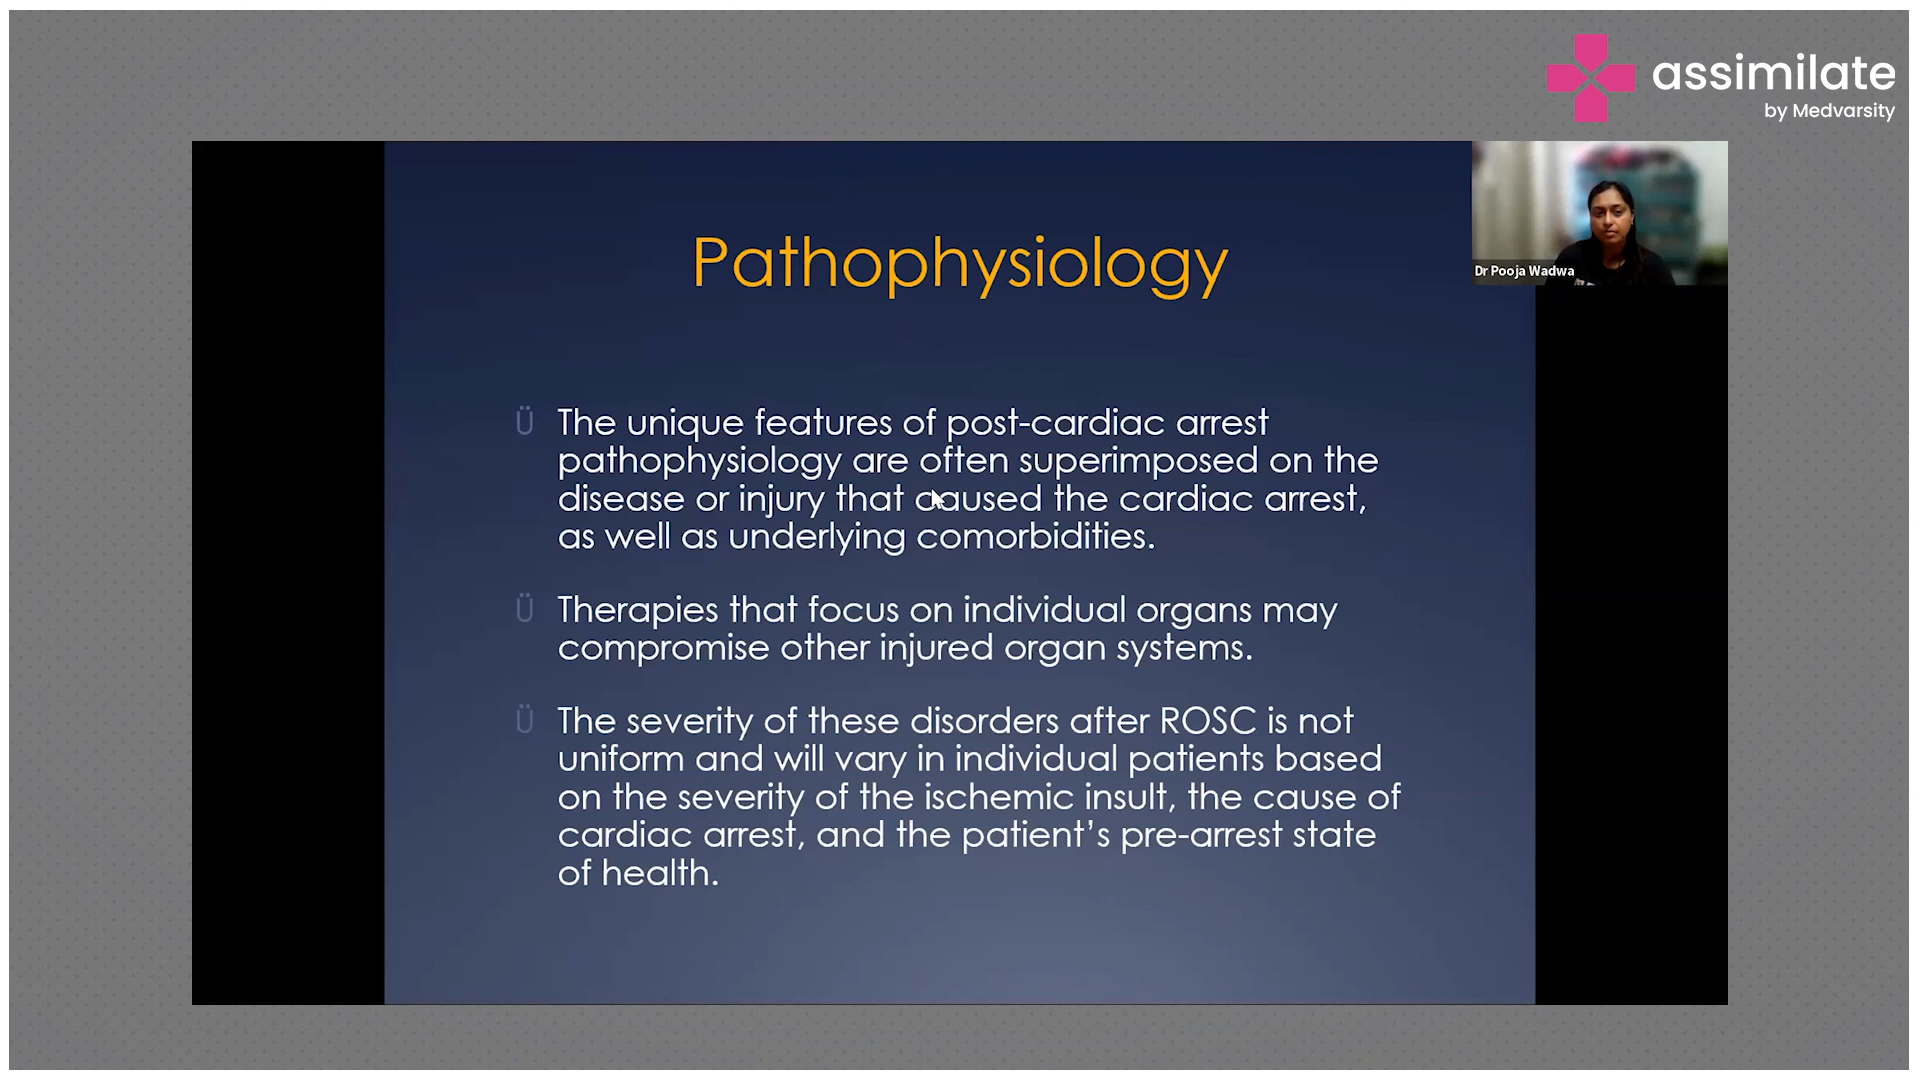 assimilate
by Medvarsity
Dr Pooja Wadwa
Pathophysiology
Ü The unique features of post-cardiac arrest
pathophysiology are often superimposed on the
disease or injury that caused the cardiac arrest,
as well as underlying comorbidities.
Ü Therapies that focus on individual organs may
compromise other injured organ systems.
Ü The severity of these disorders after ROSC is not
uniform and will vary in individual patients based
on the severity of the ischemic insult, the cause of
cardiac arrest, and the patient’s pre-arrest state
of health.